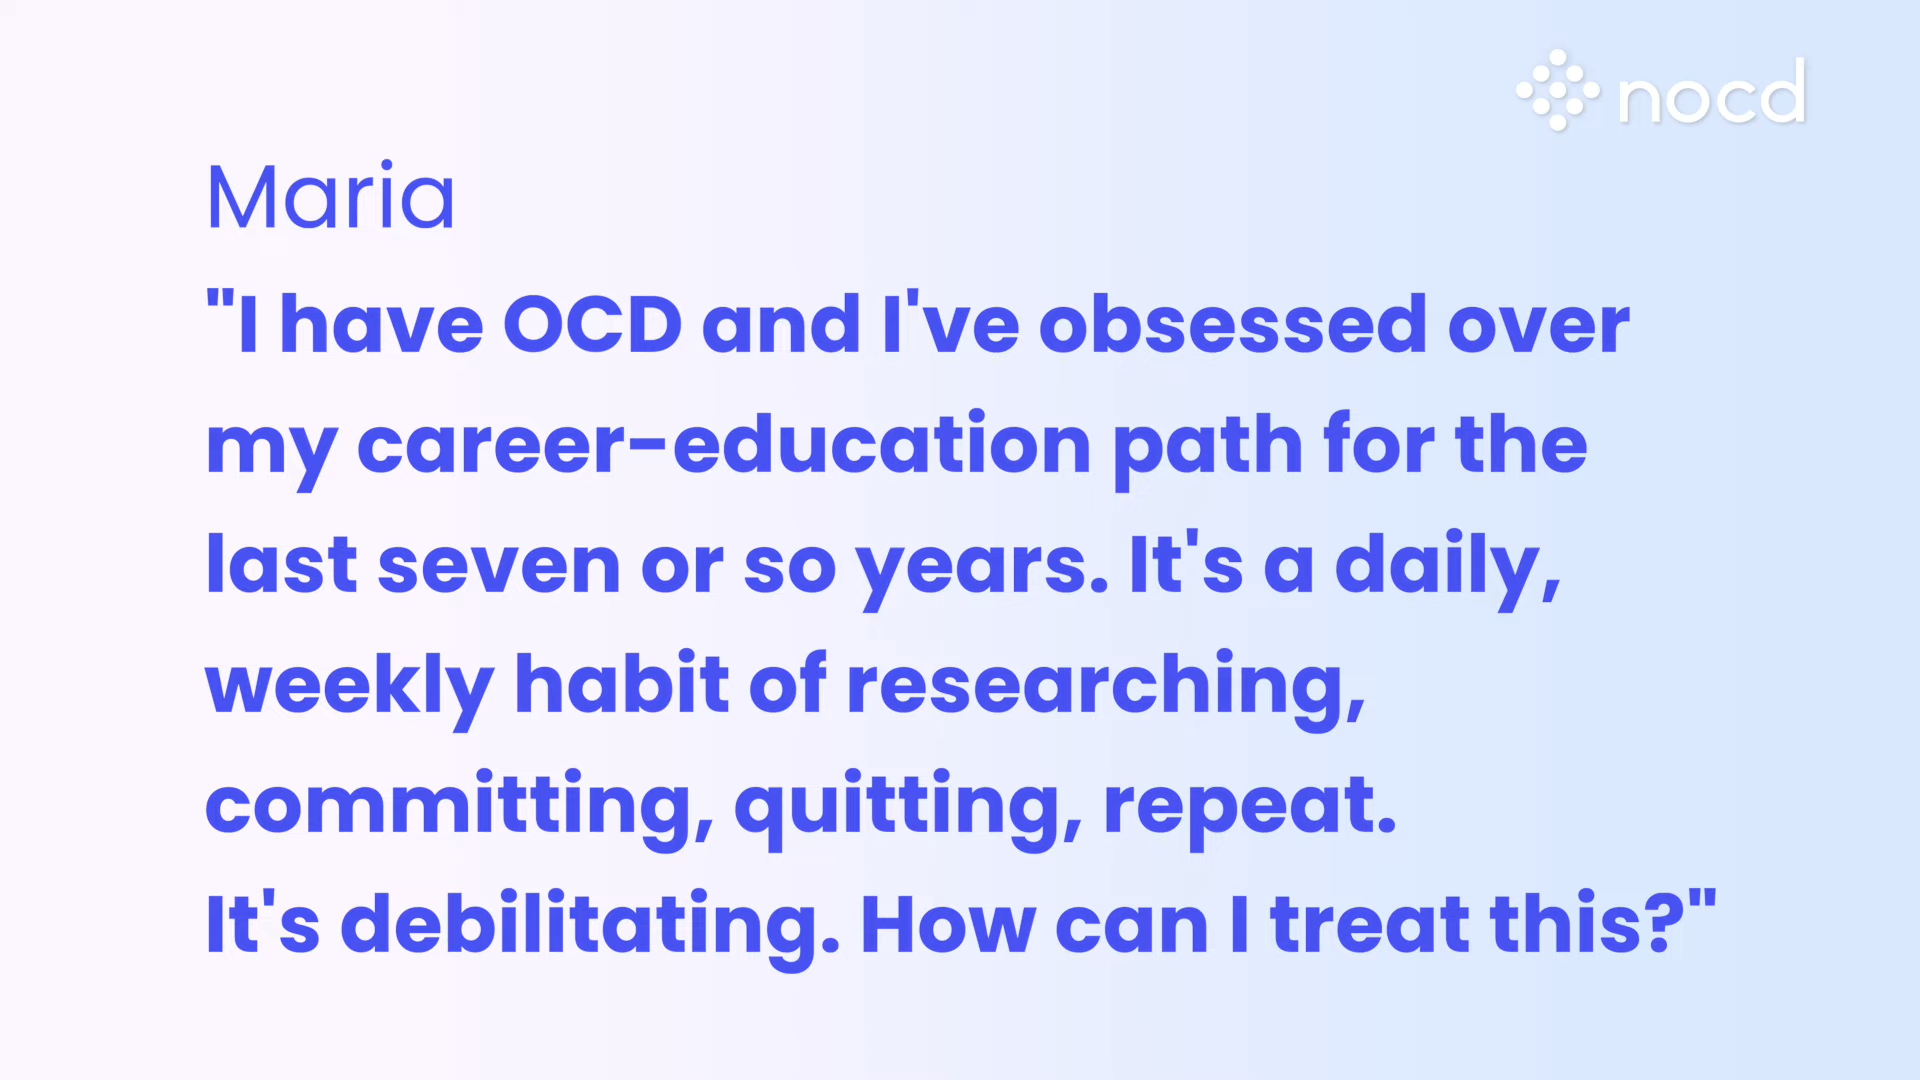 nocd
Maria
"I have OCD and I've obsessed over
my career-education path for the
last seven or so years. It's a daily,
weekly habit of researching,
committing, quitting, repeat.
It's debilitating. How can I treat this?"